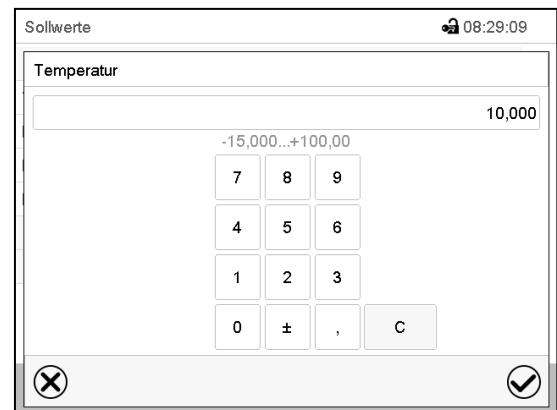 Sollwerte 08:29:09
Temperatur
10,000
-15,000...+100,00
7 8 9
4 5 6
1 2 3
0 ± , C